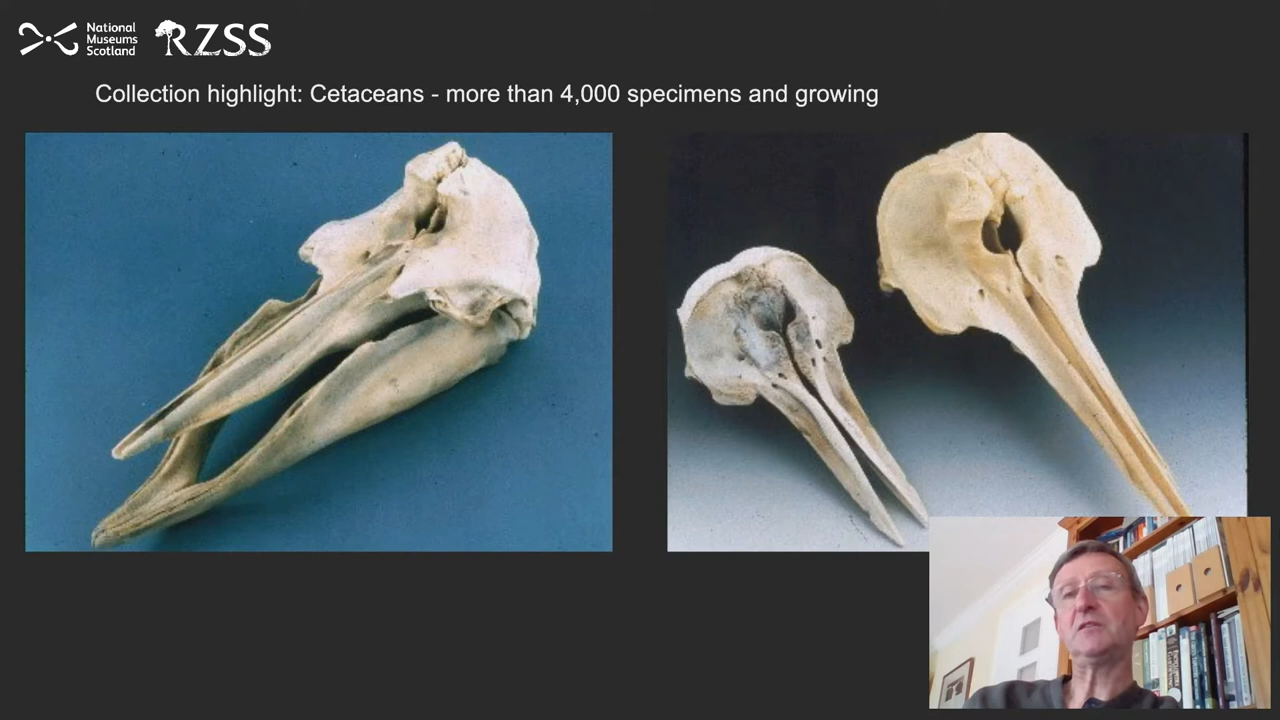 National
Museums
Scotland
RZSS
Collection highlight: Cetaceans - more than 4,000 specimens and growing